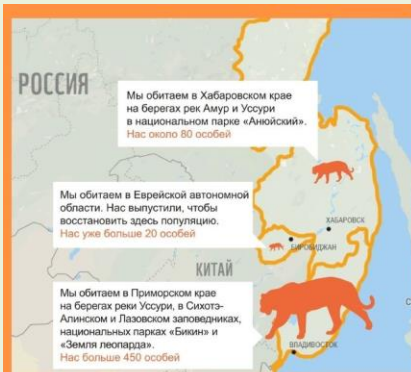 РОССИЯ
Мы обитаем в Хабаровском крае
на берегах рек Амур и Уссури
в национальном парке «Анюйский».
Нас около 80 особей
Мы обитаем в Еврейской автономной
области. Нас выпустили, чтобы
восстановить здесь популяцию.
Нас уже больше 20 особей
ХАБАРОВСК
БИРОБИДЖАН
КИТАЙ
Мы обитаем в Приморском крае
на берегах реки Уссури, в Сихотэ-
Алинском и Лазовском заповедниках,
национальных парках «Бикин» и
«Земля леопарда».
Нас больше 450 особей
ВЛАДИВОСТОК